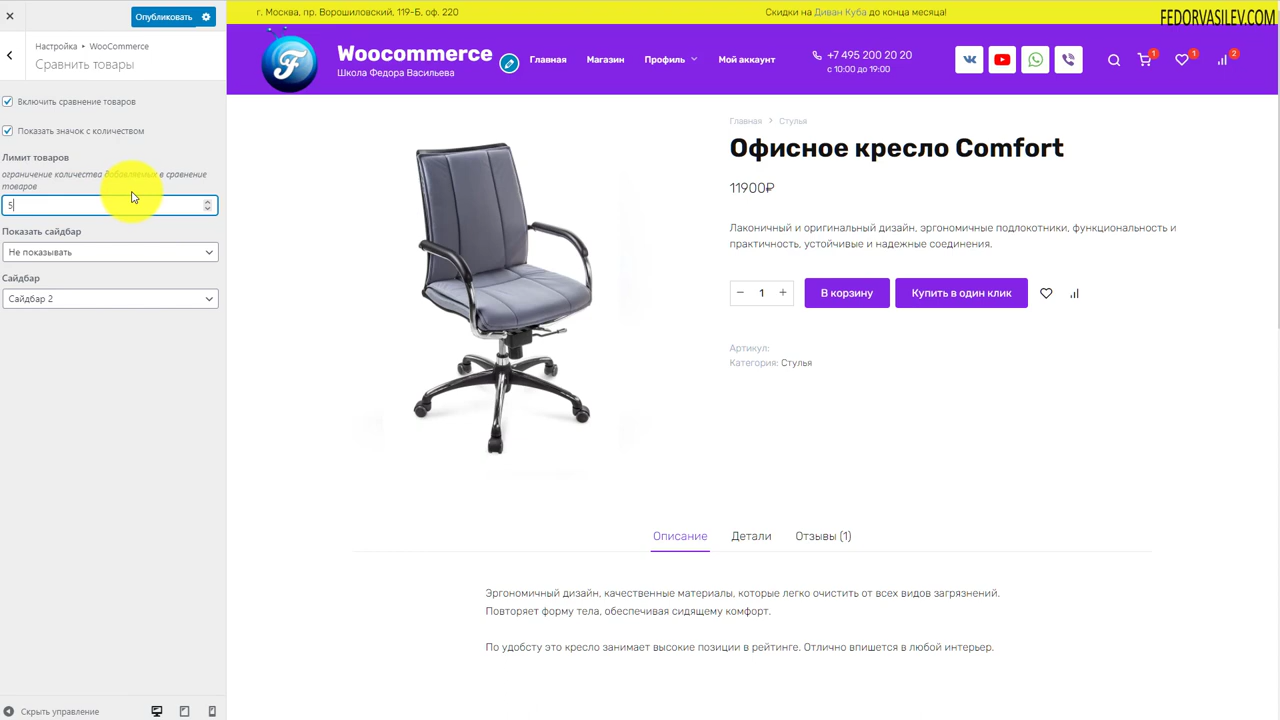 Опубликовать
Настройка ▸ WooCommerce
Сравнить товары
Включить сравнение товаров
Показать значок с количеством
Лимит товаров
ограничение количества добавляемые в сравнение
товаров
5
Показать сайдбар
Не показывать
Сайдбар
Сайдбар 2
Скрыть управление
г. Москва, пр. Ворошиловский, 119-Б, оф. 220
Скидки на Диван Куба до конца месяца!
FEDORVASILEV.COM
Woocommerce
Школа Федора Васильева
Главная
Магазин
Профиль
Мой аккаунт
+7 495 200 20 20
с 10:00 до 19:00
1
1
2
Главная > Стулья
Офисное кресло Comfort
11900₽
Лаконичный и оригинальный дизайн, эргономичные подлокотники, функциональность и
практичность, устойчивые и надежные соединения.
− 1 +
В корзину
Купить в один клик
Артикул:
Категория: Стулья
Описание
Детали
Отзывы (1)
Эргономичный дизайн, качественные материалы, которые легко очистить от всех видов загрязнений.
Повторяет форму тела, обеспечивая сидящему комфорт.
По удобсту это кресло занимает высокие позиции в рейтинге. Отлично впишется в любой интерьер.